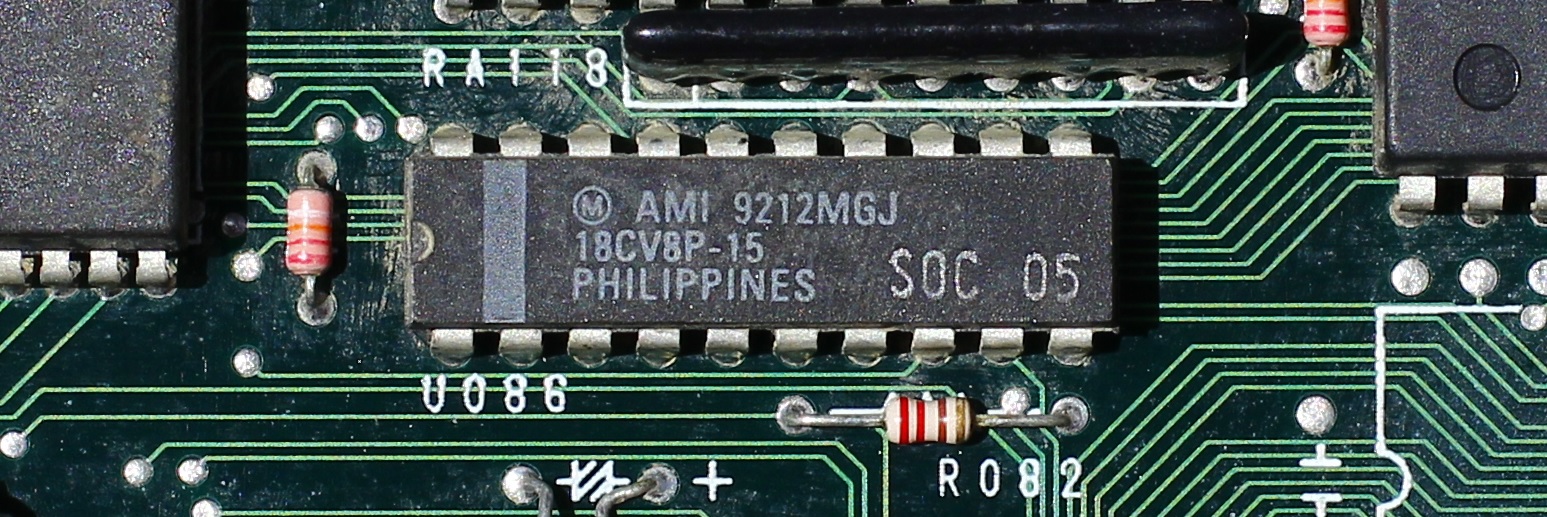 RA118
M AMI 9212MGJ
18CV8P-15
PHILIPPINES
SOC 05
U086
R082
+